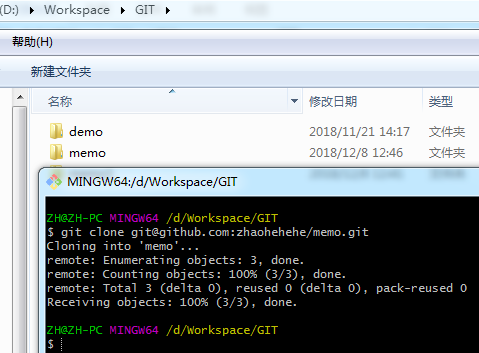 (D:) ▸ Workspace ▸ GIT ▸
帮助(H)
新建文件夹
名称 修改日期 类型
demo 2018/11/21 14:17 文件夹
memo 2018/12/8 12:46 文件夹
MINGW64:/d/Workspace/GIT
ZH@ZH-PC MINGW64 /d/Workspace/GIT
$ git clone git@github.com:zhaohehehe/memo.git
Cloning into 'memo'...
remote: Enumerating objects: 3, done.
remote: Counting objects: 100% (3/3), done.
remote: Total 3 (delta 0), reused 0 (delta 0), pack-reused 0
Receiving objects: 100% (3/3), done.
ZH@ZH-PC MINGW64 /d/Workspace/GIT
$